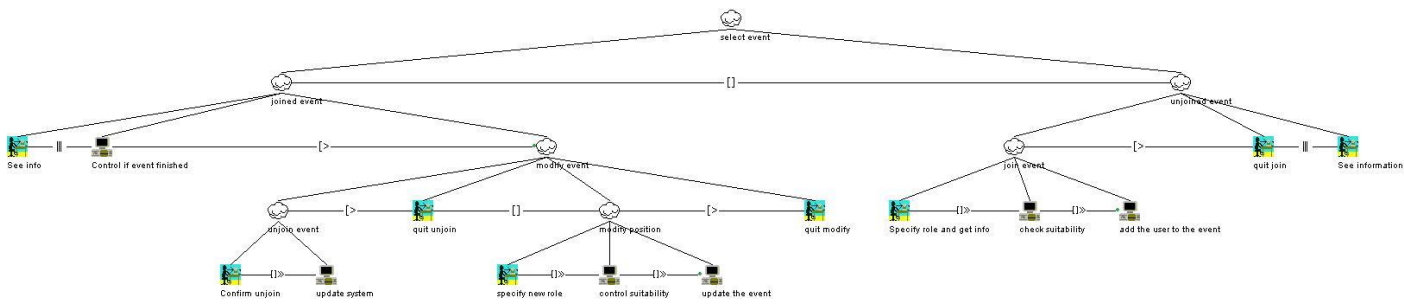 select event
[]
joined event
unjoined event
|||
[>
[>
|||
See info
Control if event finished
modify event
join event
quit join
See information
[>
[]
[>
[]»
[]»
unjoin event
quit unjoin
modify position
quit modify
Specify role and get info
check suitability
add the user to the event
[]»
[]»
[]»
Confirm unjoin
update system
specify new role
control suitability
update the event